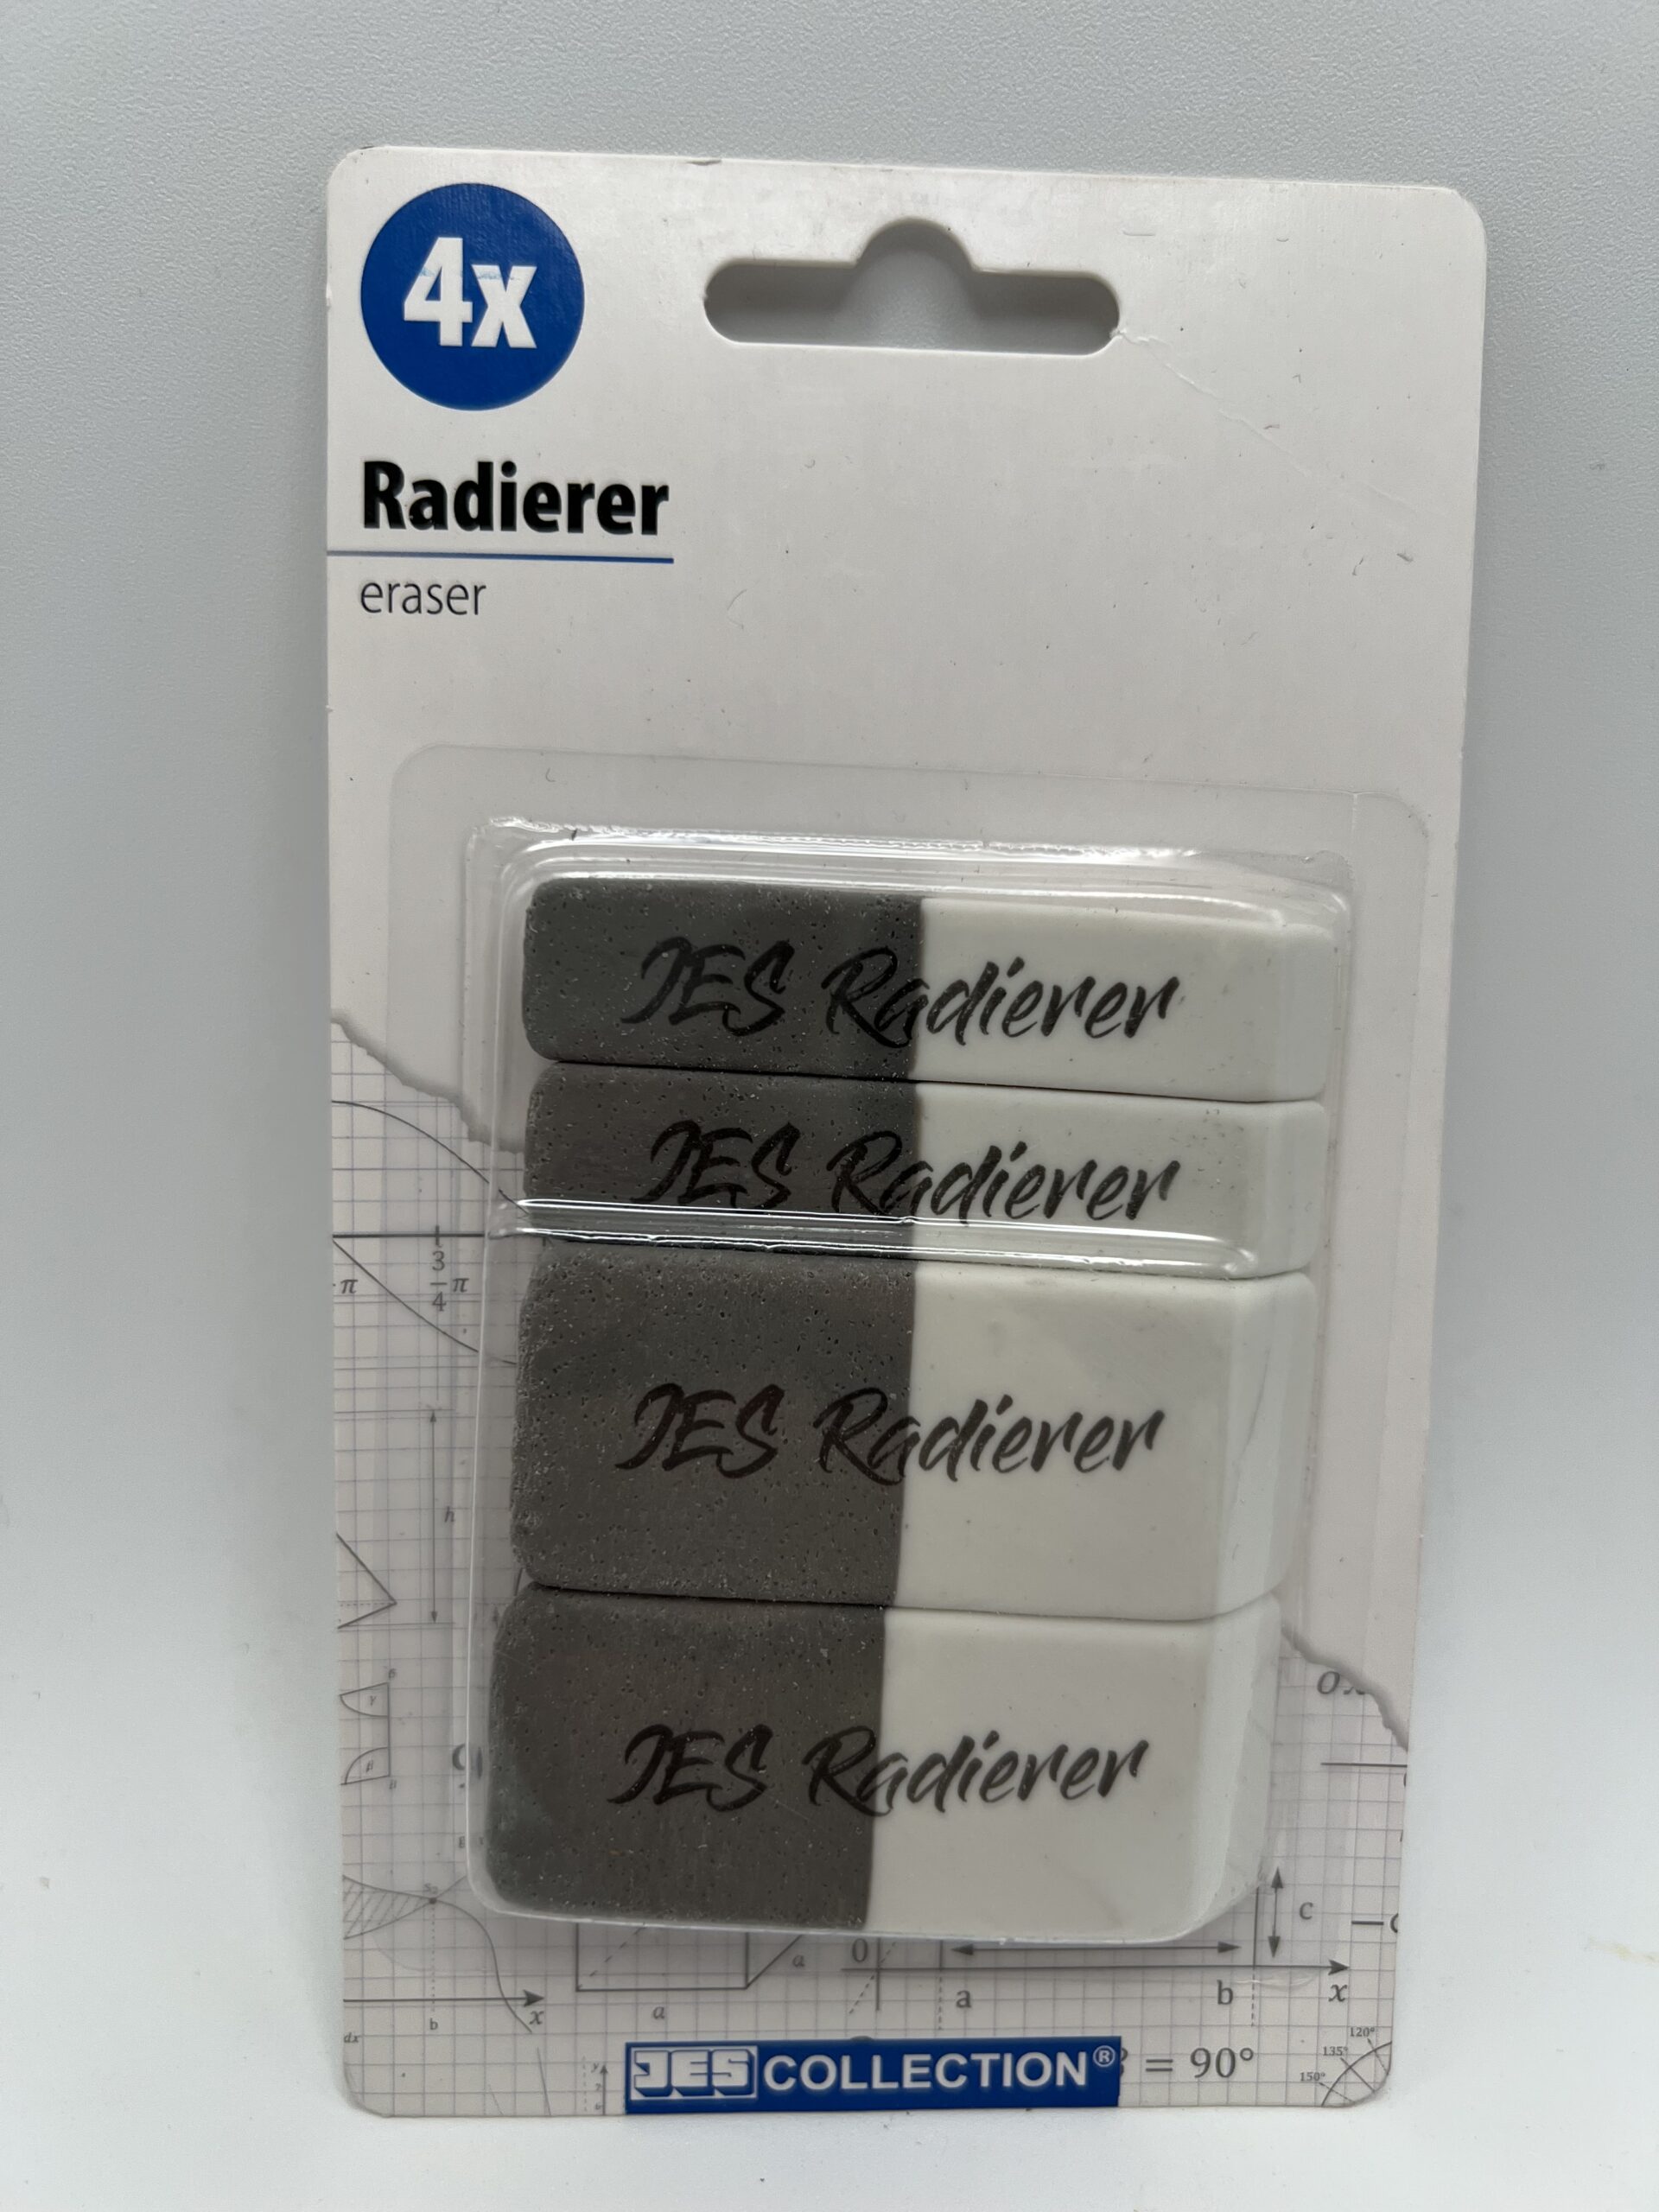 4x
Radierer
eraser
JES Radierer
JES Radierer
JES Radierer
JES Radierer
π
3
4
π
h
0
c
a
a
a
b
x
x
b
dx
= 90°
120°
135°
150°
JES COLLECTION®